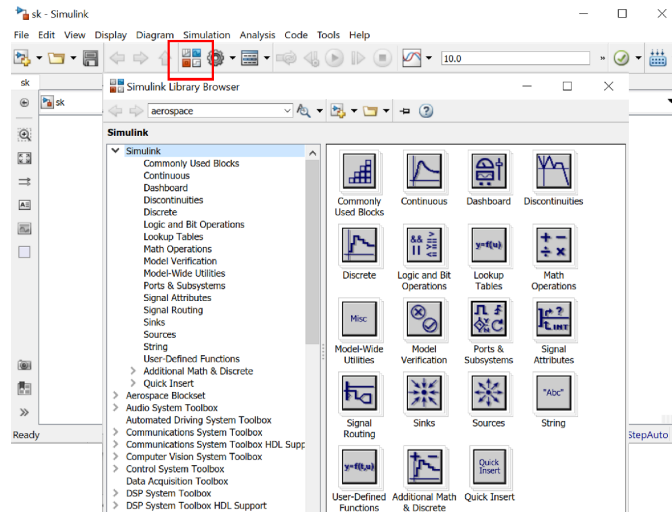 sk - Simulink
File Edit View Display Diagram Simulation Analysis Code Tools Help
10.0
»
sk
sk
Simulink Library Browser
aerospace
Simulink
Simulink
Commonly Used Blocks
Continuous
Dashboard
Discontinuities
Discrete
Logic and Bit Operations
Lookup Tables
Math Operations
Model Verification
Model-Wide Utilities
Ports & Subsystems
Signal Attributes
Signal Routing
Sinks
Sources
String
User-Defined Functions
Additional Math & Discrete
Quick Insert
Aerospace Blockset
Audio System Toolbox
Automated Driving System Toolbox
Communications System Toolbox
Communications System Toolbox HDL Supp
Computer Vision System Toolbox
Control System Toolbox
Data Acquisition Toolbox
DSP System Toolbox
DSP System Toolbox HDL Support
Commonly Used Blocks
Continuous
Dashboard
Discontinuities
&& >=
|| <=
y=f(u)
+ −
÷ ×
Discrete
Logic and Bit Operations
Lookup Tables
Math Operations
Misc
Model-Wide Utilities
Model Verification
Ports & Subsystems
Signal Attributes
"Abc"
Signal Routing
Sinks
Sources
String
y=f(t,u)
Quick Insert
User-Defined Functions
Additional Math & Discrete
Quick Insert
Ready
StepAuto